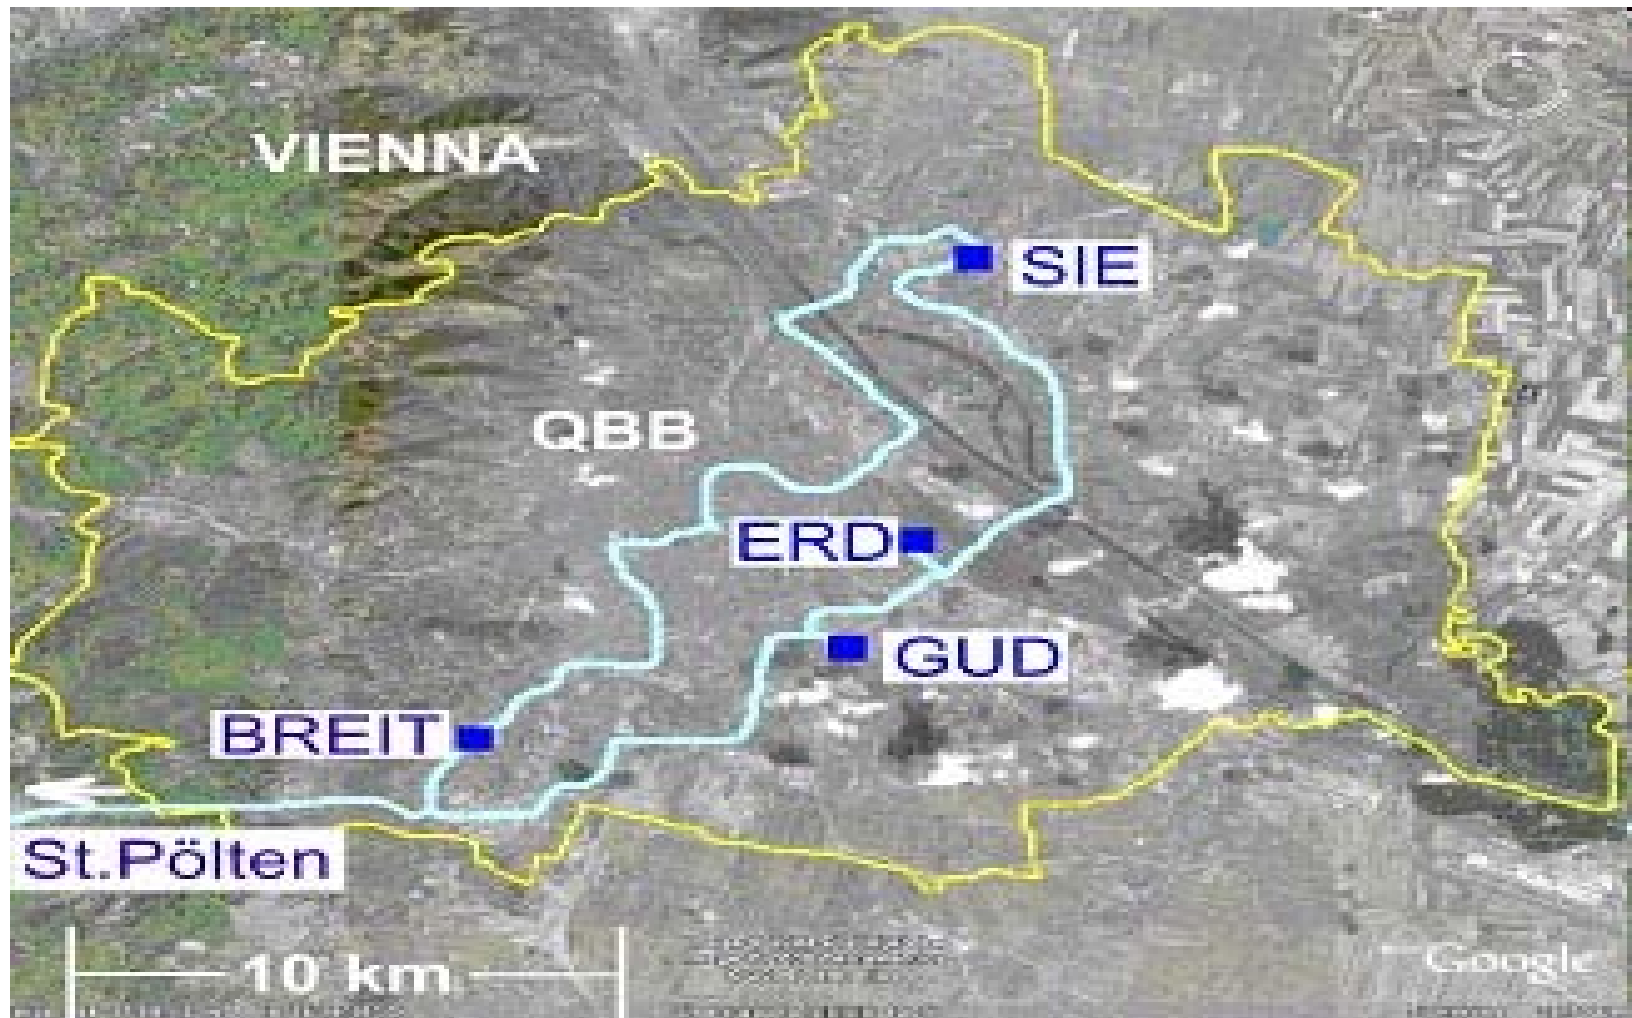 VIENNA
SIE
QBB
ERD
GUD
BREIT
St.Pölten
10 km
Google